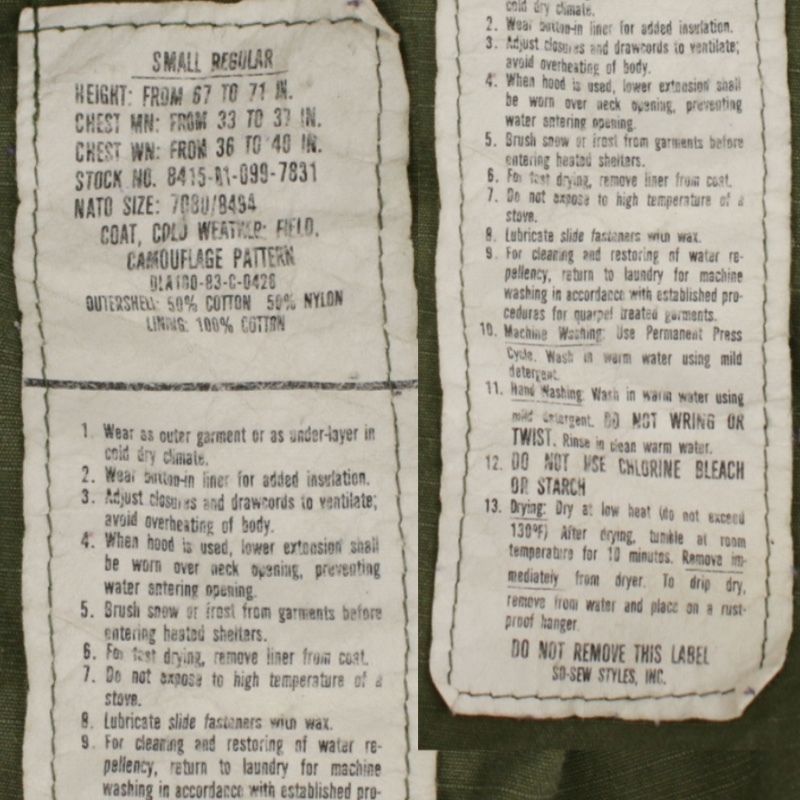 SMALL REGULAR
HEIGHT: FROM 67 TO 71 IN.
CHEST MN: FROM 33 TO 37 IN.
CHEST WN: FROM 36 TO 40 IN.
STOCK NO. 8415-01-099-7831
NATO SIZE: 7080/8494
COAT, COLD WEATHER: FIELD.
CAMOUFLAGE PATTERN
DLA100-83-C-0426
OUTERSHELL: 50% COTTON 50% NYLON
LINING: 100% COTTON
1. Wear as outer garment or as under-layer in
cold dry climate.
2. Wear button-in liner for added insulation.
3. Adjust closures and drawcords to ventilate;
avoid overheating of body.
4. When hood is used, lower extension shall
be worn over neck opening, preventing
water entering opening.
5. Brush snow or frost from garments before
entering heated shelters.
6. For fast drying, remove liner from coat.
7. Do not expose to high temperature of a
stove.
8. Lubricate slide fasteners with wax.
9. For cleaning and restoring of water re-
pellency, return to laundry for machine
washing in accordance with established pro-
cold dry climate.
2. Wear button-in liner for added insulation.
3. Adjust closures and drawcords to ventilate;
avoid overheating of body.
4. When hood is used, lower extension shall
be worn over neck opening, preventing
water entering opening.
5. Brush snow or frost from garments before
entering heated shelters.
6. For fast drying, remove liner from coat.
7. Do not expose to high temperature of a
stove.
8. Lubricate slide fasteners with wax.
9. For cleaning and restoring of water re-
pellency, return to laundry for machine
washing in accordance with established pro-
cedures for quarpel treated garments.
10. Machine Washing: Use Permanent Press
Cycle. Wash in warm water using mild
detergent.
11. Hand Washing: Wash in warm water using
mild detergent. DO NOT WRING OR
TWIST. Rinse in clean warm water.
12. DO NOT USE CHLORINE BLEACH
OR STARCH
13. Drying: Dry at low heat (do not exceed
130°F) After drying, tumble at room
temperature for 10 minutes. Remove im-
mediately from dryer. To drip dry,
remove from water and place on a rust-
proof hanger.
DO NOT REMOVE THIS LABEL
SO-SEW STYLES, INC.